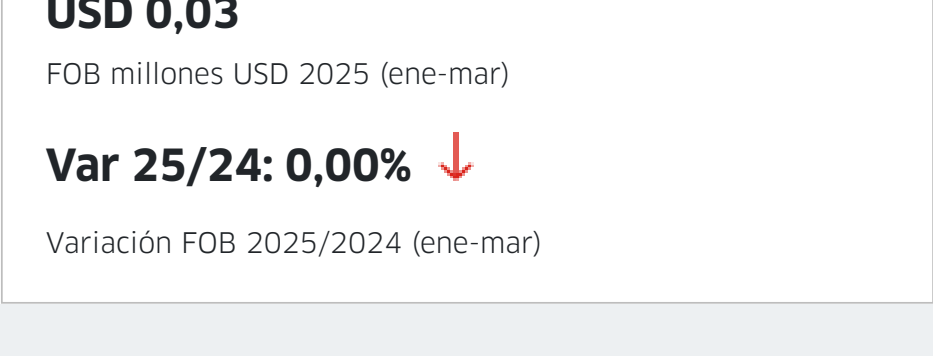 USD 0,03
FOB millones USD 2025 (ene-mar)
Var 25/24: 0,00%
Variación FOB 2025/2024 (ene-mar)